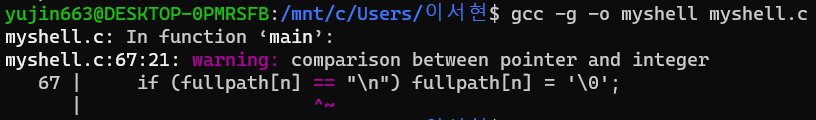 yujin663@DESKTOP-0PMRSFB:/mnt/c/Users/이서현$ gcc -g -o myshell myshell.c
myshell.c: In function ‘main’:
myshell.c:67:21: warning: comparison between pointer and integer
   67 |     if (fullpath[n] == "\n") fullpath[n] = '\0';
      |                     ^~